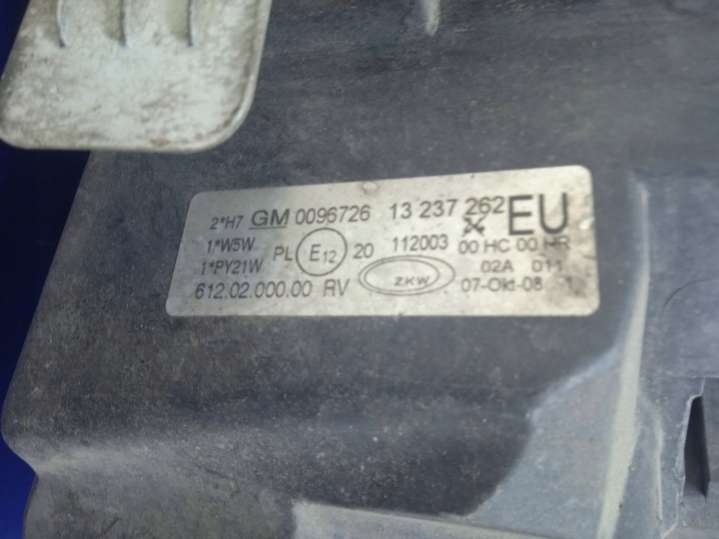 2*H7 GM 0096726 13 237 262 EU
1*W5W PL E12 20 112003 00 HC 00 HR
1*PY21W ZKW 02A 011
612.02.000.00 RV 07-Okt-08